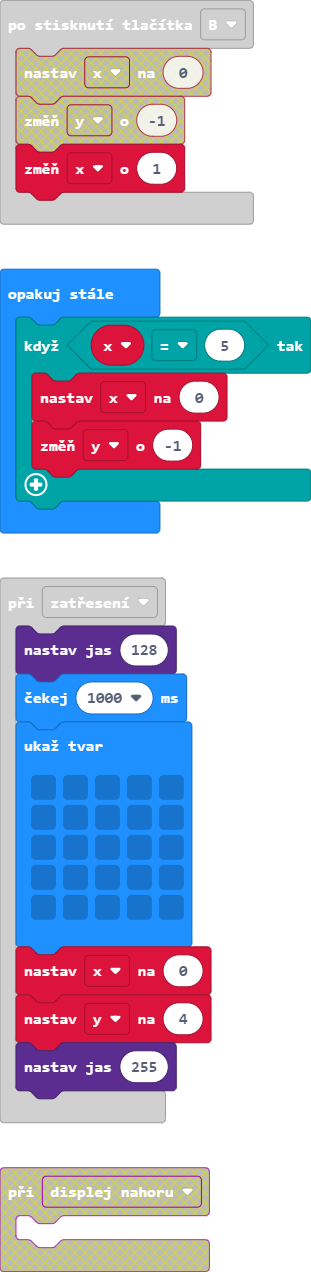 po stisknutí tlačítka B
nastav x na 0
změň y o -1
změň x o 1
opakuj stále
když x = 5 tak
nastav x na 0
změň y o -1
při zatřesení
nastav jas 128
čekej 1000 ms
ukaž tvar
nastav x na 0
nastav y na 4
nastav jas 255
při displej nahoru